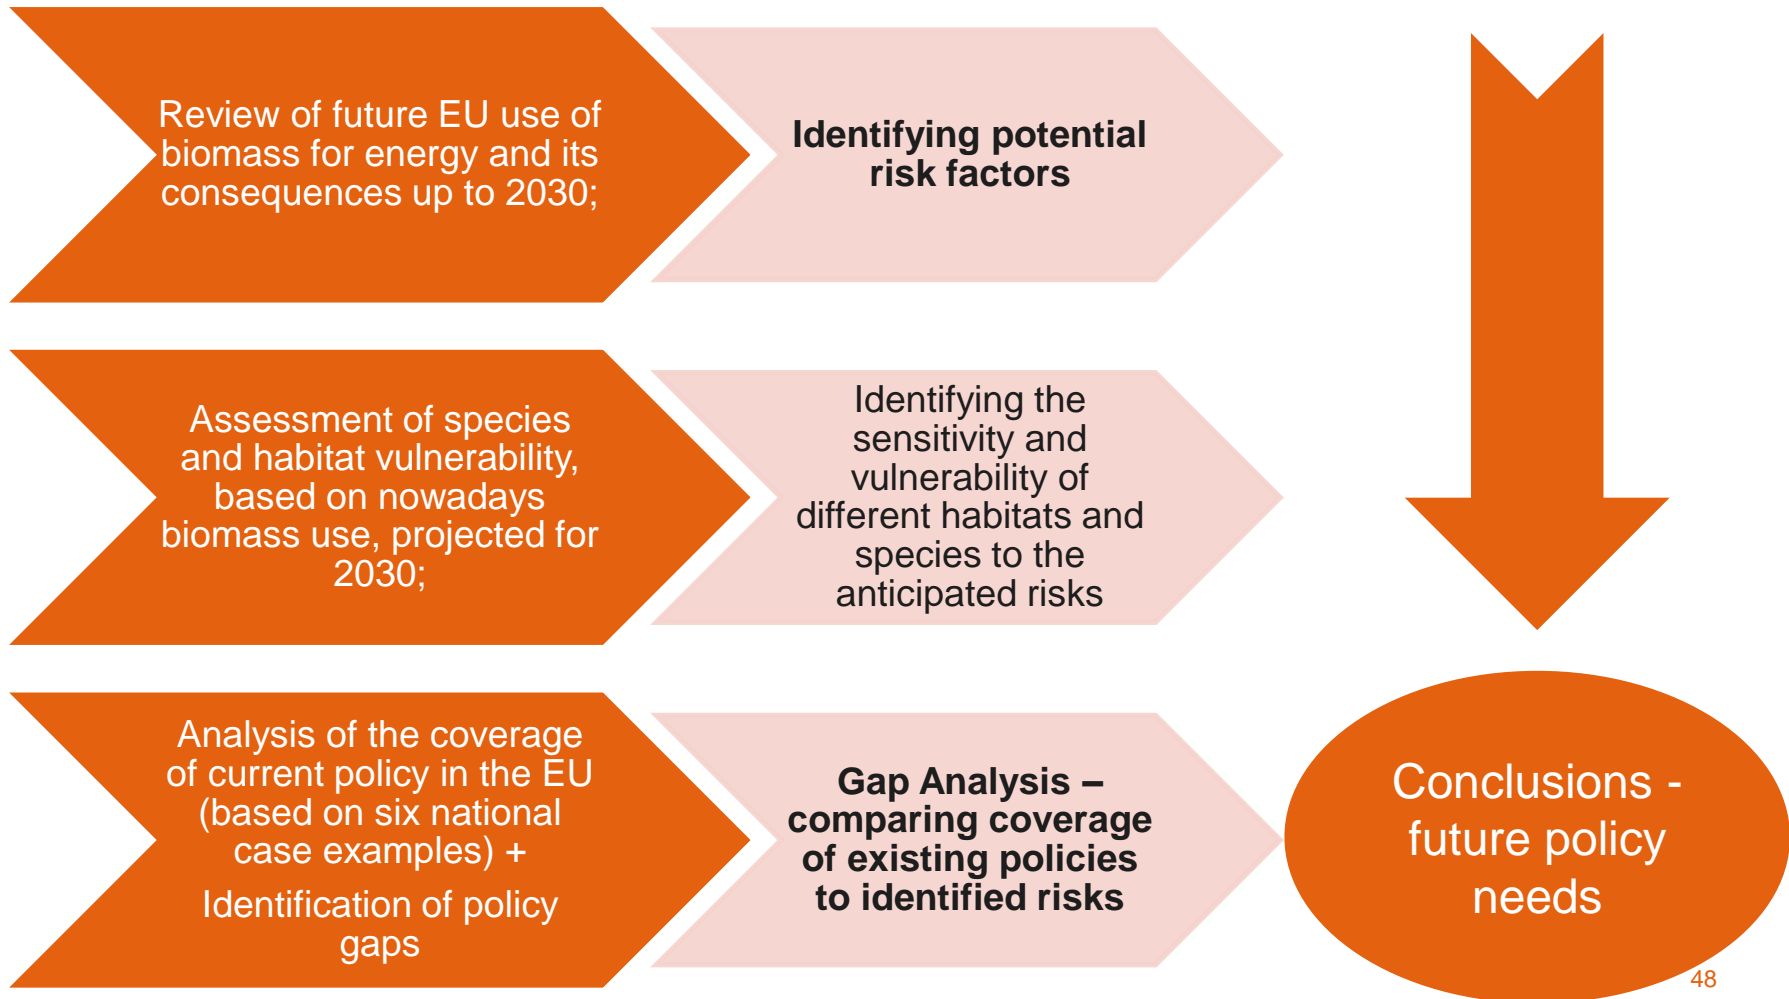 Review of future EU use of
biomass for energy and its
consequences up to 2030;
Identifying potential
risk factors
Assessment of species
and habitat vulnerability,
based on nowadays
biomass use, projected for
2030;
Identifying the
sensitivity and
vulnerability of
different habitats and
species to the
anticipated risks
Analysis of the coverage
of current policy in the EU
(based on six national
case examples) +
Identification of policy
gaps
Gap Analysis –
comparing coverage
of existing policies
to identified risks
Conclusions -
future policy
needs
48